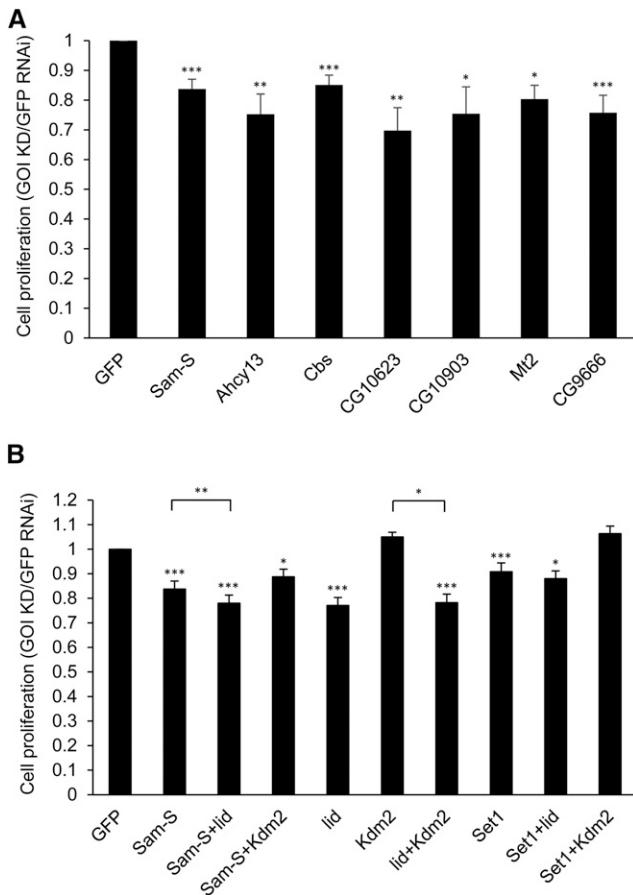 A
Cell proliferation (GOI KD/GFP RNAi)
1
0.9
0.8
0.7
0.6
0.5
0.4
0.3
0.2
0.1
0
***
**
***
**
*
*
***
GFP
Sam-S
Ahcy13
Cbs
CG10623
CG10903
Mt2
CG9666
B
Cell proliferation (GOI KD/GFP RNAi)
1.2
1.1
1
0.9
0.8
0.7
0.6
0.5
0.4
0.3
0.2
0.1
0
**
*
***
***
*
***
***
***
*
GFP
Sam-S
Sam-S+lid
Sam-S+Kdm2
lid
Kdm2
lid+Kdm2
Set1
Set1+lid
Set1+Kdm2